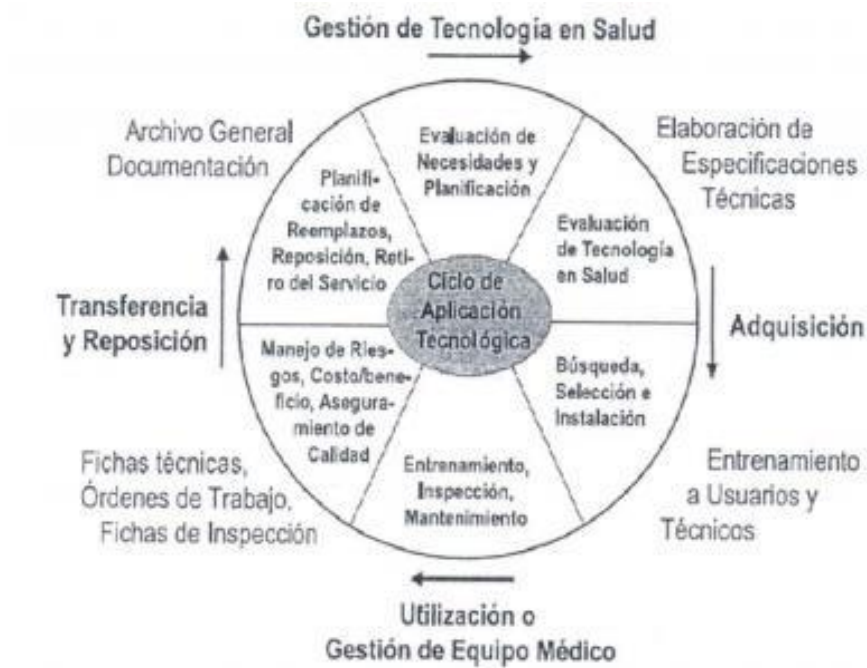 Gestión de Tecnología en Salud
Archivo General
Documentación
Evaluación de
Necesidades y
Planificación
Elaboración de
Especificaciones
Técnicas
Planifi-
cación de
Reemplazos,
Reposición, Reti-
ro del Servicio
Evaluación
de Tecnología
en Salud
Ciclo de
Aplicación
Tecnológica
Transferencia
y Reposición
Adquisición
Manejo de Ries-
gos, Costo/bene-
ficio, Asegura-
miento de
Calidad
Búsqueda,
Selección e
Instalación
Entrenamiento,
Inspección,
Mantenimiento
Fichas técnicas,
Órdenes de Trabajo,
Fichas de Inspección
Entrenamiento
a Usuarios y
Técnicos
Utilización o
Gestión de Equipo Médico